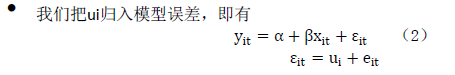 • 我们把ui归入模型误差，即有
yᵢₜ = α + βxᵢₜ + εᵢₜ （2）
εᵢₜ = uᵢ + eᵢₜ